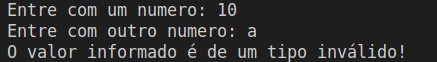 Entre com um numero: 10
Entre com outro numero: a
O valor informado é de um tipo inválido!